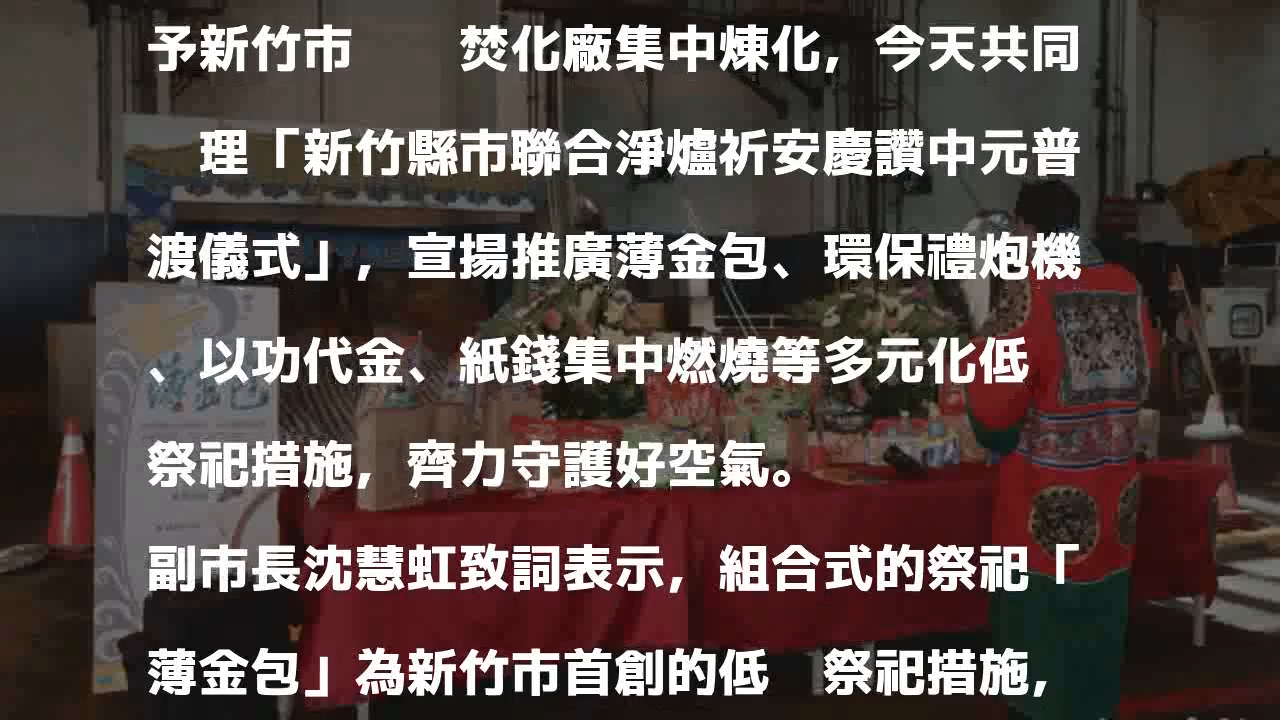 予新竹市　　焚化廠集中煉化，今天共同
　理「新竹縣市聯合淨爐祈安慶讚中元普
渡儀式」，宣揚推廣薄金包、環保禮炮機
、以功代金、紙錢集中燃燒等多元化低
祭祀措施，齊力守護好空氣。
副市長沈慧虹致詞表示，組合式的祭祀「
薄金包」為新竹市首創的低　祭祀措施，